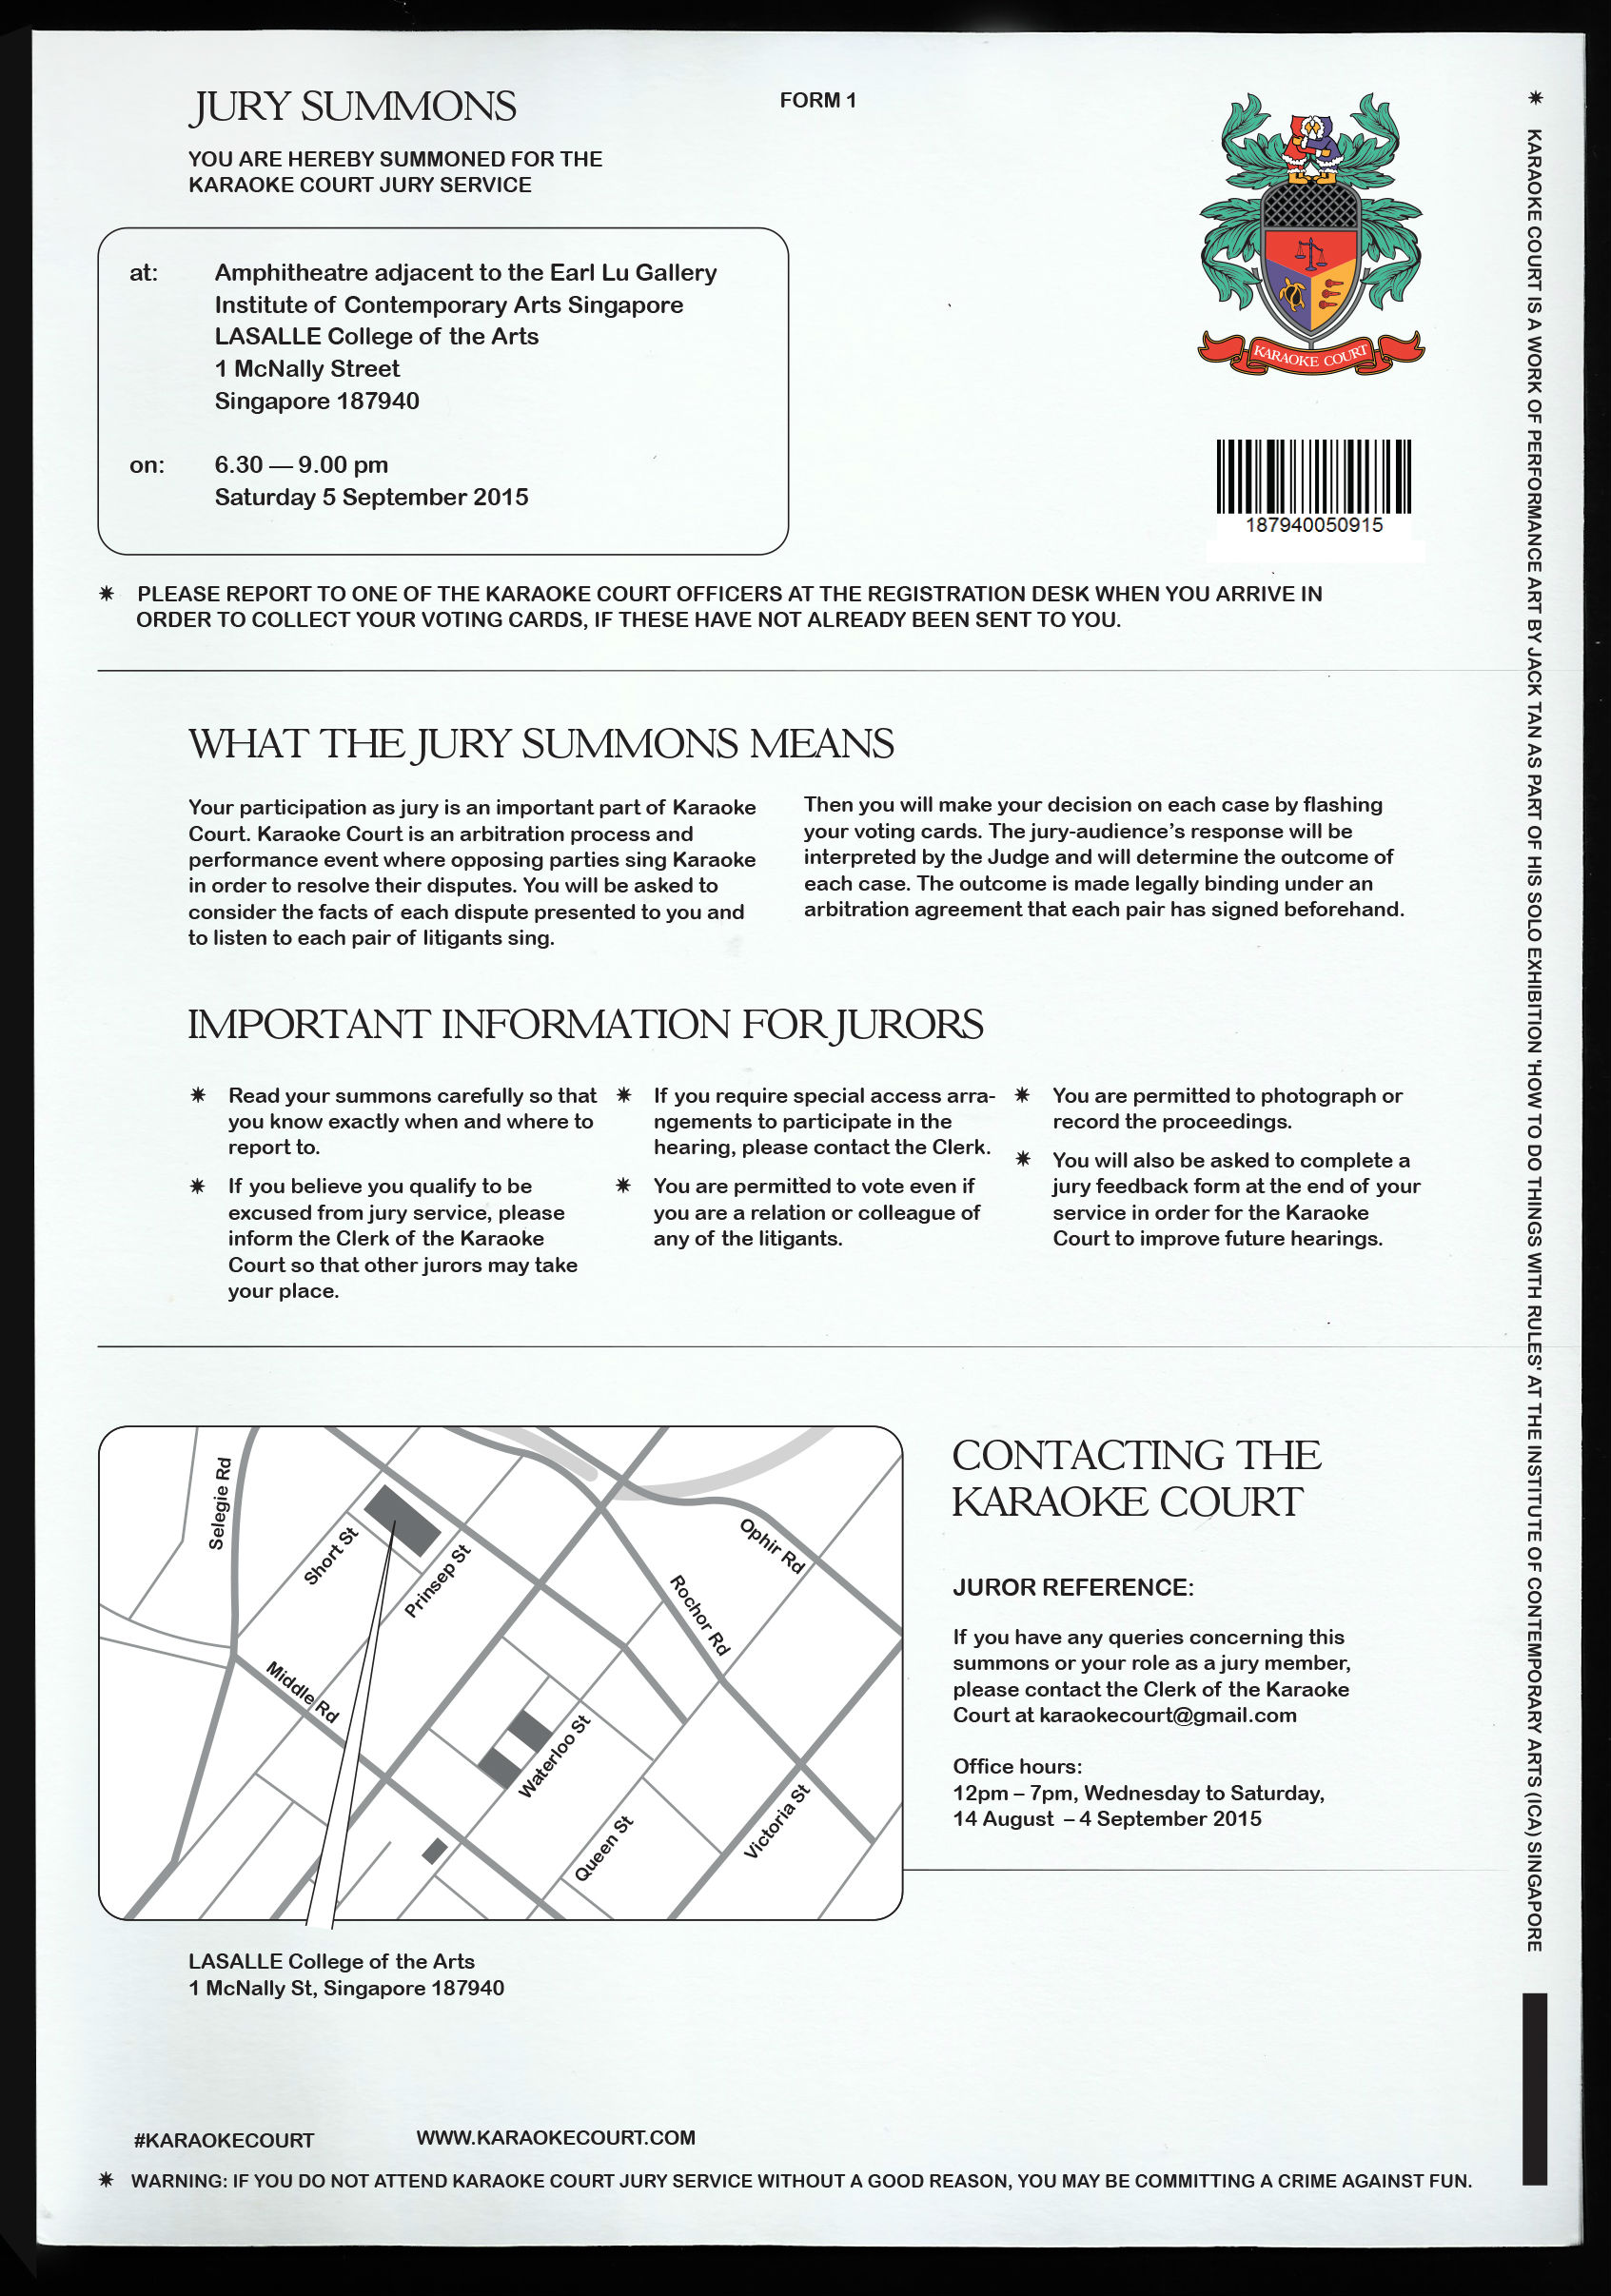 JURY SUMMONS
FORM 1
YOU ARE HEREBY SUMMONED FOR THE
KARAOKE COURT JURY SERVICE
KARAOKE COURT
at:
Amphitheatre adjacent to the Earl Lu Gallery
Institute of Contemporary Arts Singapore
LASALLE College of the Arts
1 McNally Street
Singapore 187940
on:
6.30 — 9.00 pm
Saturday 5 September 2015
187940050915
✷ PLEASE REPORT TO ONE OF THE KARAOKE COURT OFFICERS AT THE REGISTRATION DESK WHEN YOU ARRIVE IN
ORDER TO COLLECT YOUR VOTING CARDS, IF THESE HAVE NOT ALREADY BEEN SENT TO YOU.
WHAT THE JURY SUMMONS MEANS
Your participation as jury is an important part of Karaoke
Court. Karaoke Court is an arbitration process and
performance event where opposing parties sing Karaoke
in order to resolve their disputes. You will be asked to
consider the facts of each dispute presented to you and
to listen to each pair of litigants sing.
Then you will make your decision on each case by flashing
your voting cards. The jury-audience's response will be
interpreted by the Judge and will determine the outcome of
each case. The outcome is made legally binding under an
arbitration agreement that each pair has signed beforehand.
IMPORTANT INFORMATION FOR JURORS
✷ Read your summons carefully so that
you know exactly when and where to
report to.
✷ If you believe you qualify to be
excused from jury service, please
inform the Clerk of the Karaoke
Court so that other jurors may take
your place.
✷ If you require special access arra-
ngements to participate in the
hearing, please contact the Clerk.
✷ You are permitted to vote even if
you are a relation or colleague of
any of the litigants.
✷ You are permitted to photograph or
record the proceedings.
✷ You will also be asked to complete a
jury feedback form at the end of your
service in order for the Karaoke
Court to improve future hearings.
Selegie Rd
Short St
Prinsep St
Middle Rd
Waterloo St
Queen St
Rochor Rd
Ophir Rd
Victoria St
LASALLE College of the Arts
1 McNally St, Singapore 187940
CONTACTING THE
KARAOKE COURT
JUROR REFERENCE:
If you have any queries concerning this
summons or your role as a jury member,
please contact the Clerk of the Karaoke
Court at karaokecourt@gmail.com
Office hours:
12pm – 7pm, Wednesday to Saturday,
14 August – 4 September 2015
#KARAOKECOURT
WWW.KARAOKECOURT.COM
✷ WARNING: IF YOU DO NOT ATTEND KARAOKE COURT JURY SERVICE WITHOUT A GOOD REASON, YOU MAY BE COMMITTING A CRIME AGAINST FUN.
✷ KARAOKE COURT IS A WORK OF PERFORMANCE ART BY JACK TAN AS PART OF HIS SOLO EXHIBITION 'HOW TO DO THINGS WITH RULES' AT THE INSTITUTE OF CONTEMPORARY ARTS (ICA) SINGAPORE